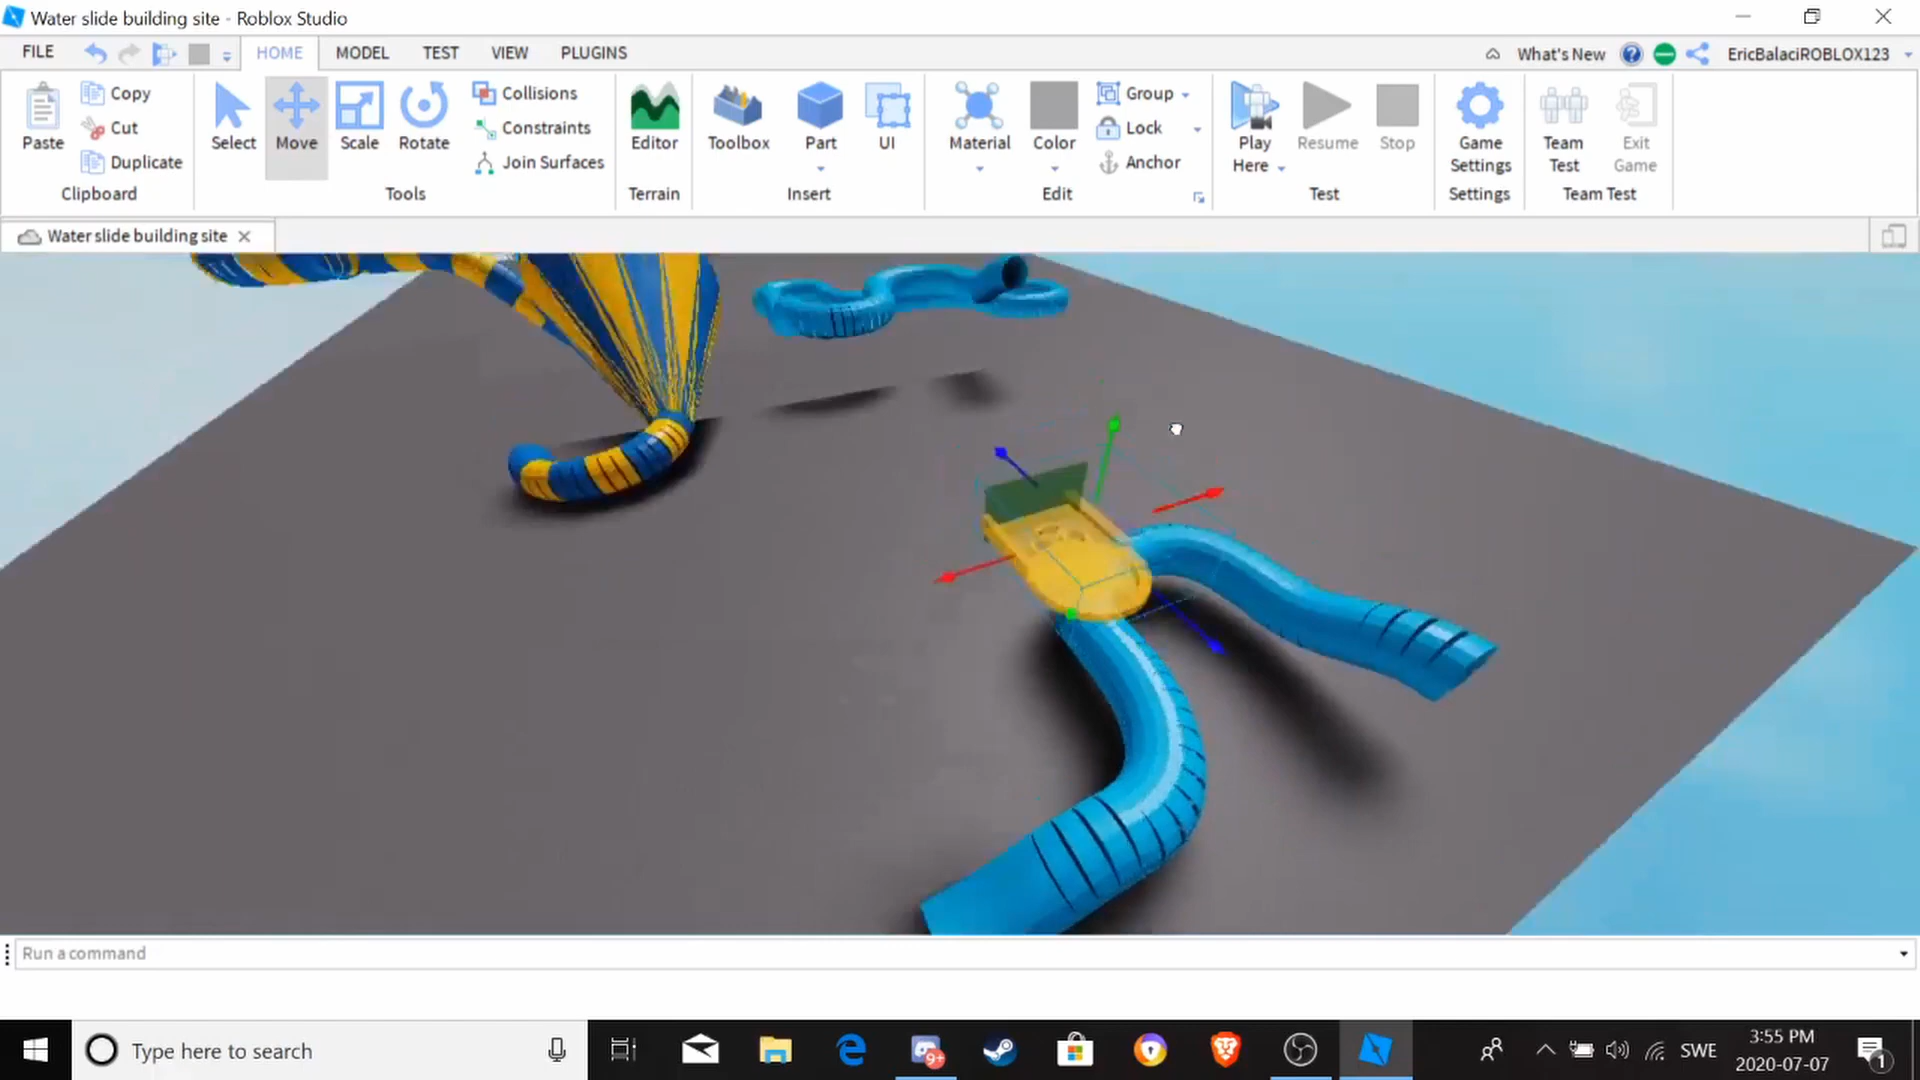 Water slide building site - Roblox Studio
FILE HOME MODEL TEST VIEW PLUGINS What's New EricBalaciROBLOX123
Paste Copy Cut Duplicate
Clipboard
Select Move Scale Rotate Collisions Constraints Join Surfaces
Tools
Editor
Terrain
Toolbox Part UI
Insert
Material Color Group Lock Anchor
Edit
Play Here Resume Stop
Test
Game Settings
Settings
Team Test Exit Game
Team Test
Water slide building site
Run a command
Type here to search
9+
SWE
3:55 PM
2020-07-07
1